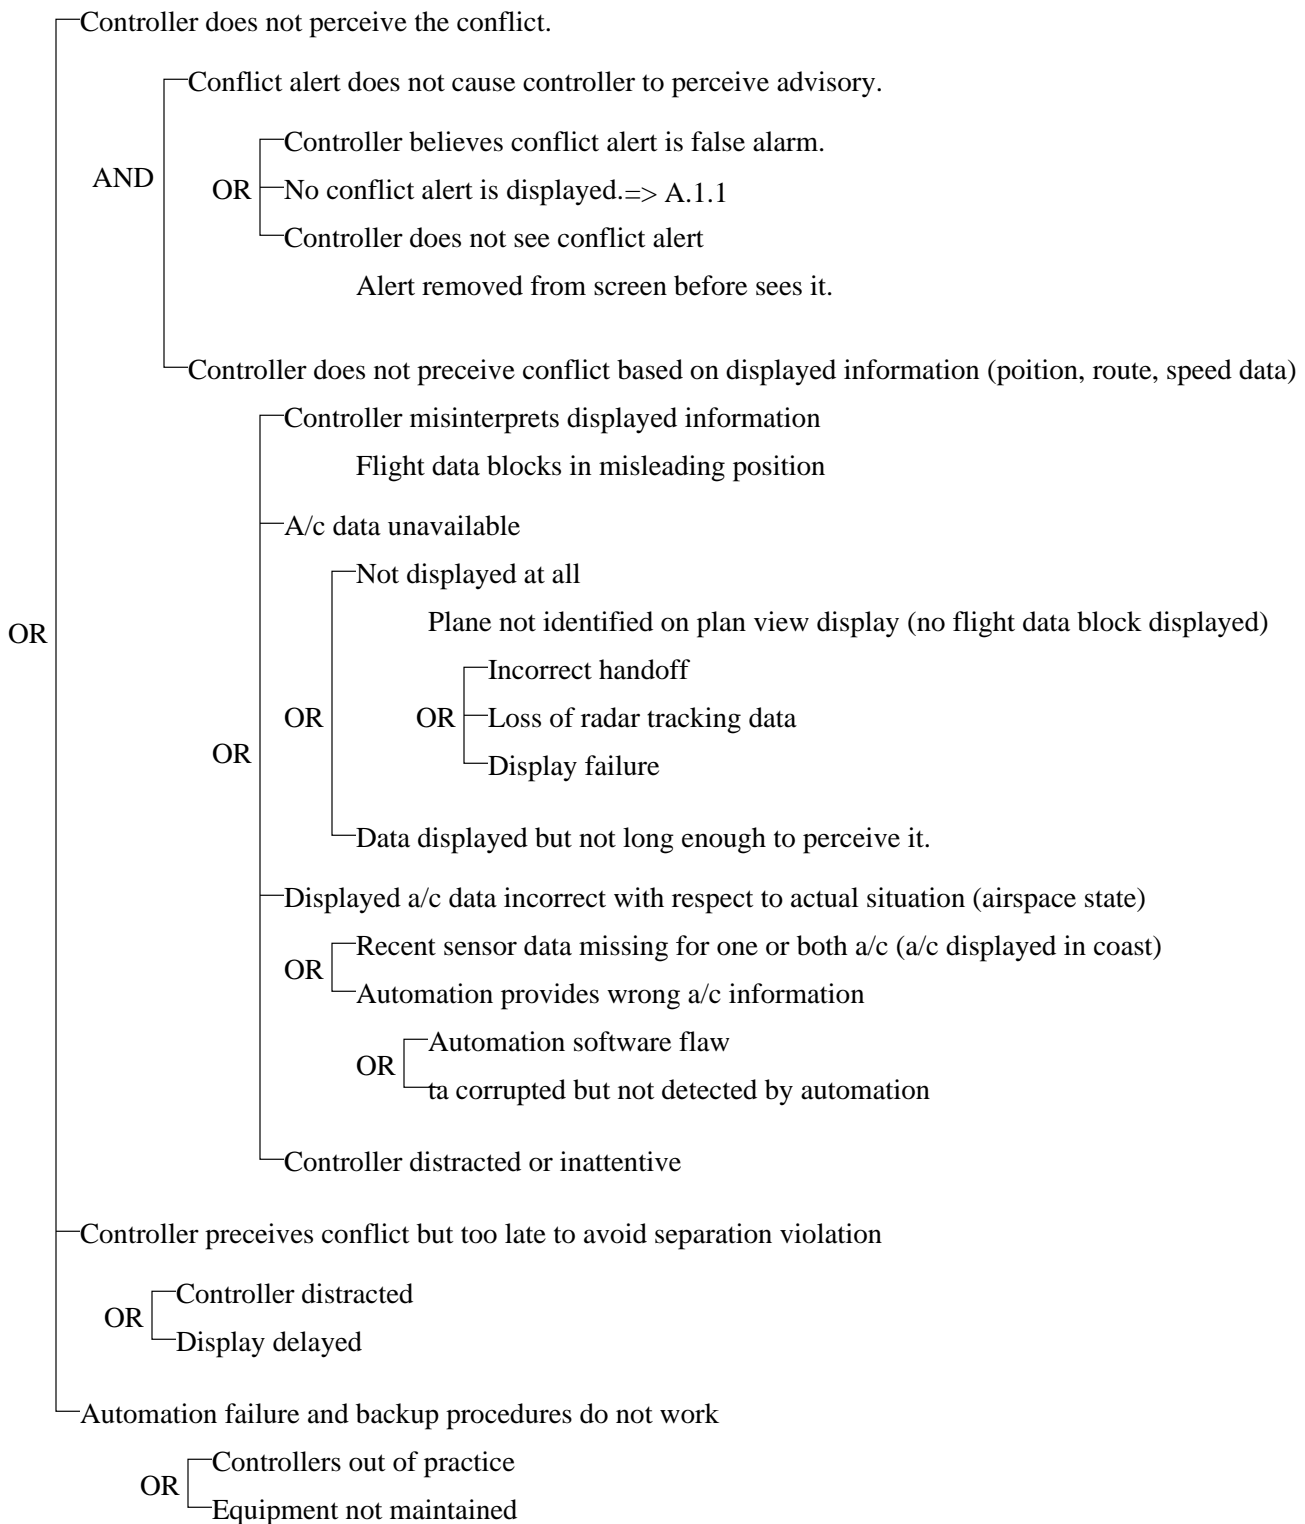 Controller does not perceive the conflict.
Conflict alert does not cause controller to perceive advisory.
Controller believes conflict alert is false alarm.
AND
OR
No conflict alert is displayed.=> A.1.1
Controller does not see conflict alert
Alert removed from screen before sees it.
Controller does not preceive conflict based on displayed information (poition, route, speed data)
Controller misinterprets displayed information
Flight data blocks in misleading position
A/c data unavailable
Not displayed at all
Plane not identified on plan view display (no flight data block displayed)
OR
Incorrect handoff
OR
OR
Loss of radar tracking data
OR
Display failure
Data displayed but not long enough to perceive it.
Displayed a/c data incorrect with respect to actual situation (airspace state)
Recent sensor data missing for one or both a/c (a/c displayed in coast)
OR
Automation provides wrong a/c information
Automation software flaw
OR
ta corrupted but not detected by automation
Controller distracted or inattentive
Controller preceives conflict but too late to avoid separation violation
Controller distracted
OR
Display delayed
Automation failure and backup procedures do not work
Controllers out of practice
OR
Equipment not maintained